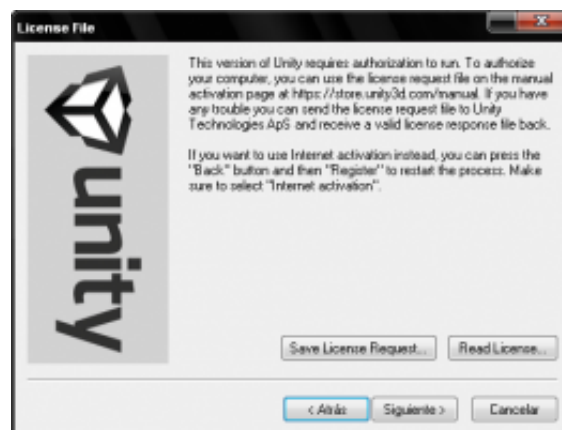 License File
This version of Unity requires authorization to run. To authorize
your computer, you can use the license request file on the manual
activation page at https://store.unity3d.com/manual. If you have
any trouble you can send the license request file to Unity
Technologies ApS and receive a valid license response file back.
If you want to use Internet activation instead, you can press the
"Back" button and then "Register" to restart the process. Make
sure to select "Internet activation".
unity
Save License Request... Read License...
< Atrás Siguiente > Cancelar